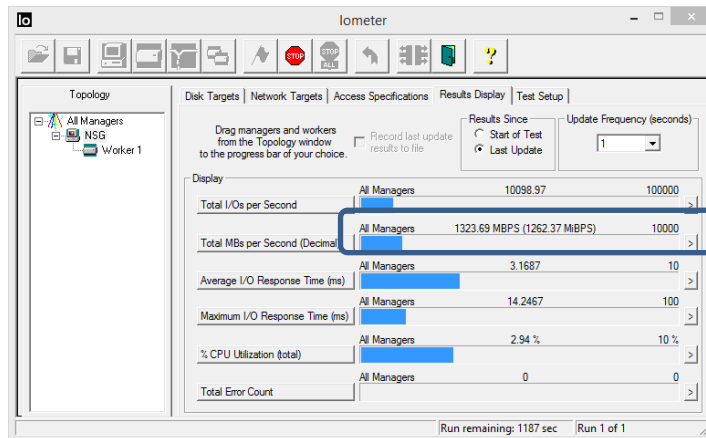 Io
Iometer
STOP
STOP
ALL
?
Topology
All Managers
NSG
Worker 1
Disk Targets Network Targets Access Specifications Results Display Test Setup
Drag managers and workers
from the Topology window
to the progress bar of your choice.
Record last update
results to file
Results Since
Start of Test
Last Update
Update Frequency (seconds)
1
Display
All Managers 10098.97 100000
Total I/Os per Second >
All Managers 1323.69 MBPS (1262.37 MiBPS) 10000
Total MBs per Second (Decimal) >
All Managers 3.1687 10
Average I/O Response Time (ms) >
All Managers 14.2467 100
Maximum I/O Response Time (ms) >
All Managers 2.94 % 10 %
% CPU Utilization (total) >
All Managers 0 0
Total Error Count >
Run remaining: 1187 sec Run 1 of 1